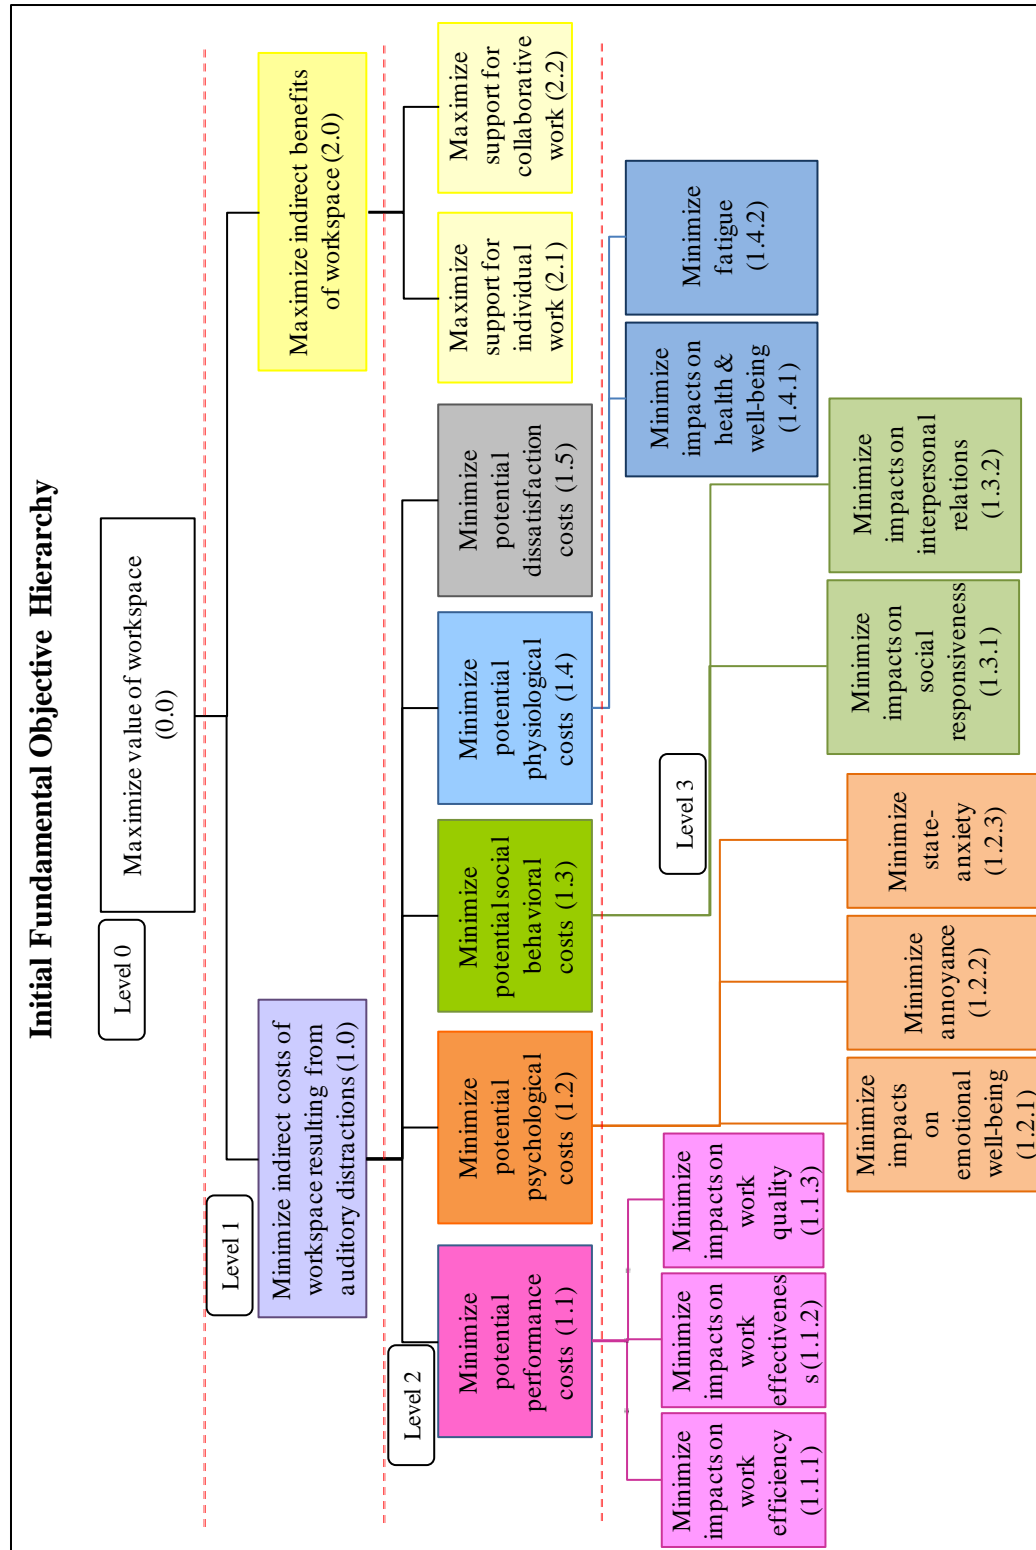 Initial Fundamental Objective Hierarchy
Level 0
Maximize value of workspace
(0.0)
Level 1
Minimize indirect costs of
workspace resulting from
auditory distractions (1.0)
Maximize indirect benefits
of workspace (2.0)
Level 2
Minimize
potential
performance
costs (1.1)
Minimize
potential
psychological
costs (1.2)
Minimize
potential social
behavioral
costs (1.3)
Minimize
potential
physiological
costs (1.4)
Minimize
potential
dissatisfaction
costs (1.5)
Maximize
support for
individual
work (2.1)
Maximize
support for
collaborative
work (2.2)
Level 3
Minimize
impacts on
work
efficiency
(1.1.1)
Minimize
impacts on
work
effectivenes
s (1.1.2)
Minimize
impacts on
work
quality
(1.1.3)
Minimize
impacts
on
emotional
well-being
(1.2.1)
Minimize
annoyance
(1.2.2)
Minimize
state-
anxiety
(1.2.3)
Minimize
impacts on
social
responsiveness
(1.3.1)
Minimize
impacts on
interpersonal
relations
(1.3.2)
Minimize
impacts on
health &
well-being
(1.4.1)
Minimize
fatigue
(1.4.2)